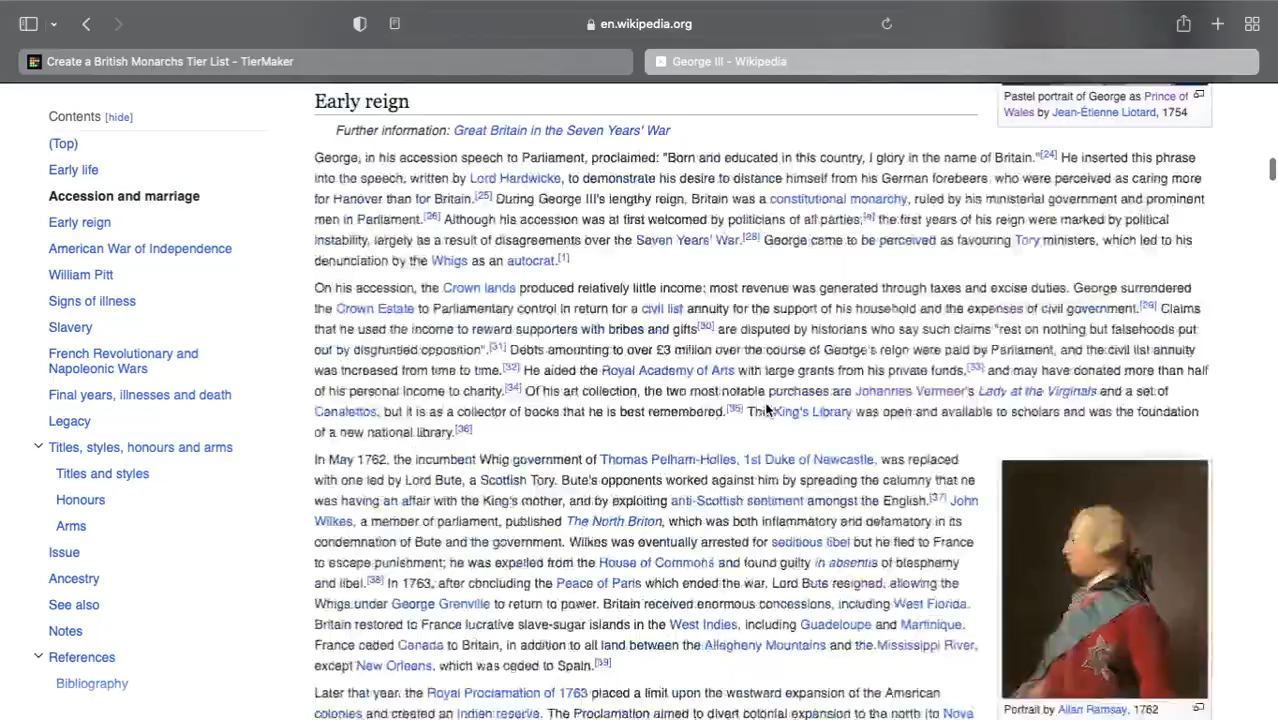 en.wikipedia.org
Create a British Monarchs Tier List - TierMaker
George III - Wikipedia
Contents [hide]
(Top)
Early life
Accession and marriage
Early reign
American War of Independence
William Pitt
Signs of illness
Slavery
French Revolutionary and
Napoleonic Wars
Final years, illnesses and death
Legacy
Titles, styles, honours and arms
Titles and styles
Honours
Arms
Issue
Ancestry
See also
Notes
References
Bibliography
Early reign
Further information: Great Britain in the Seven Years' War
George, in his accession speech to Parliament, proclaimed: "Born and educated in this country, I glory in the name of Britain."[24] He inserted this phrase
into the speech, written by Lord Hardwicke, to demonstrate his desire to distance himself from his German forebears, who were perceived as caring more
for Hanover than for Britain.[25] During George III's lengthy reign, Britain was a constitutional monarchy, ruled by his ministerial government and prominent
men in Parliament.[26] Although his accession was at first welcomed by politicians of all parties,[e] the first years of his reign were marked by political
instability, largely as a result of disagreements over the Seven Years' War.[28] George came to be perceived as favouring Tory ministers, which led to his
denunciation by the Whigs as an autocrat.[1]
On his accession, the Crown lands produced relatively little income; most revenue was generated through taxes and excise duties. George surrendered
the Crown Estate to Parliamentary control in return for a civil list annuity for the support of his household and the expenses of civil government.[29] Claims
that he used the income to reward supporters with bribes and gifts[30] are disputed by historians who say such claims "rest on nothing but falsehoods put
out by disgruntled opposition".[31] Debts amounting to over £3 million over the course of George's reign were paid by Parliament, and the civil list annuity
was increased from time to time.[32] He aided the Royal Academy of Arts with large grants from his private funds,[33] and may have donated more than half
of his personal income to charity.[34] Of his art collection, the two most notable purchases are Johannes Vermeer's Lady at the Virginals and a set of
Canalettos, but it is as a collector of books that he is best remembered.[35] The King's Library was open and available to scholars and was the foundation
of a new national library.[36]
In May 1762, the incumbent Whig government of Thomas Pelham-Holles, 1st Duke of Newcastle, was replaced
with one led by Lord Bute, a Scottish Tory. Bute's opponents worked against him by spreading the calumny that he
was having an affair with the King's mother, and by exploiting anti-Scottish sentiment amongst the English.[37] John
Wilkes, a member of parliament, published The North Briton, which was both inflammatory and defamatory in its
condemnation of Bute and the government. Wilkes was eventually arrested for seditious libel but he fled to France
to escape punishment; he was expelled from the House of Commons and found guilty in absentia of blasphemy
and libel.[38] In 1763, after concluding the Peace of Paris which ended the war, Lord Bute resigned, allowing the
Whigs under George Grenville to return to power. Britain received enormous concessions, including West Florida.
Britain restored to France lucrative slave-sugar islands in the West Indies, including Guadeloupe and Martinique.
France ceded Canada to Britain, in addition to all land between the Allegheny Mountains and the Mississippi River,
except New Orleans, which was ceded to Spain.[39]
Later that year, the Royal Proclamation of 1763 placed a limit upon the westward expansion of the American
colonies and created an Indian reserve. The Proclamation aimed to divert colonial expansion to the north (to Nova
Pastel portrait of George as Prince of
Wales by Jean-Étienne Liotard, 1754
Portrait by Allan Ramsay, 1762